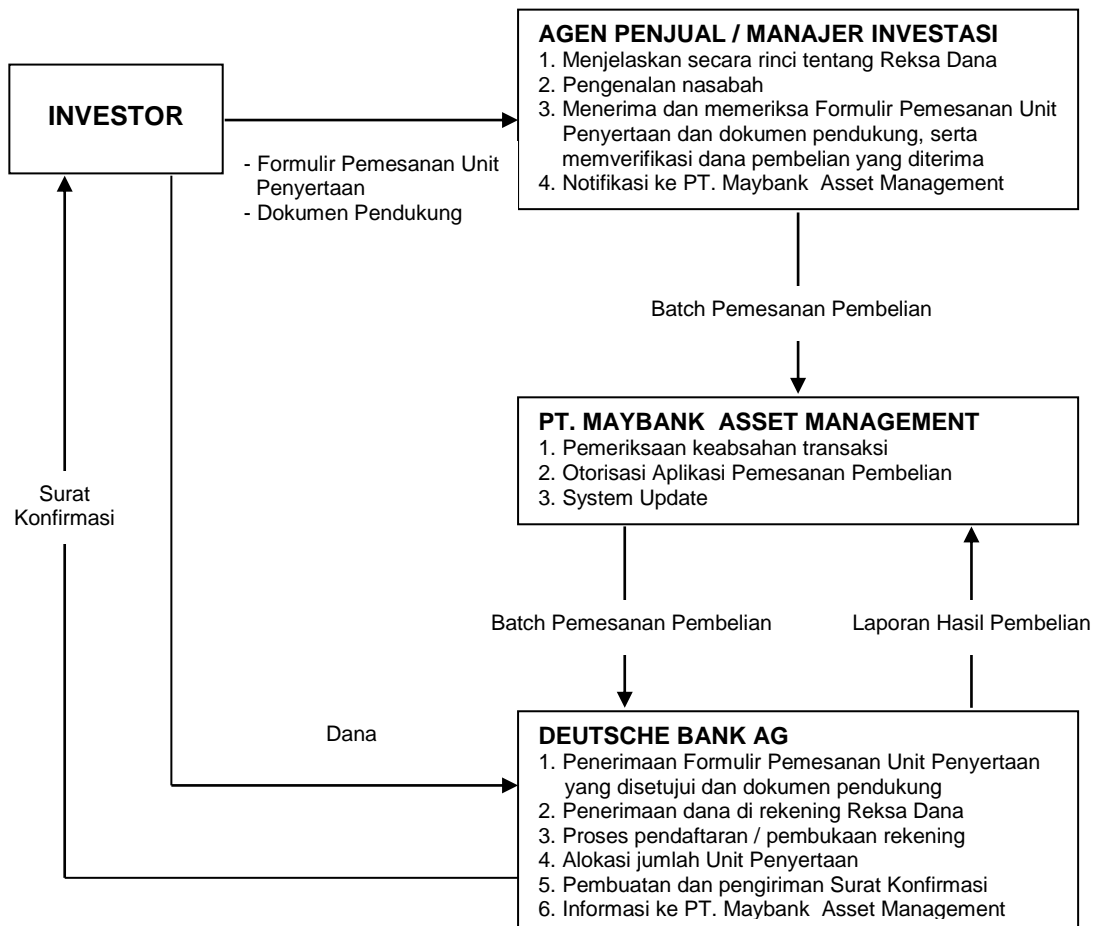 AGEN PENJUAL / MANAJER INVESTASI
1. Menjelaskan secara rinci tentang Reksa Dana
2. Pengenalan nasabah
3. Menerima dan memeriksa Formulir Pemesanan Unit
Penyertaan dan dokumen pendukung, serta
memverifikasi dana pembelian yang diterima
4. Notifikasi ke PT. Maybank Asset Management
INVESTOR
- Formulir Pemesanan Unit
Penyertaan
- Dokumen Pendukung
Batch Pemesanan Pembelian
PT. MAYBANK ASSET MANAGEMENT
1. Pemeriksaan keabsahan transaksi
2. Otorisasi Aplikasi Pemesanan Pembelian
3. System Update
Surat
Konfirmasi
Batch Pemesanan Pembelian
Laporan Hasil Pembelian
Dana
DEUTSCHE BANK AG
1. Penerimaan Formulir Pemesanan Unit Penyertaan
yang disetujui dan dokumen pendukung
2. Penerimaan dana di rekening Reksa Dana
3. Proses pendaftaran / pembukaan rekening
4. Alokasi jumlah Unit Penyertaan
5. Pembuatan dan pengiriman Surat Konfirmasi
6. Informasi ke PT. Maybank Asset Management